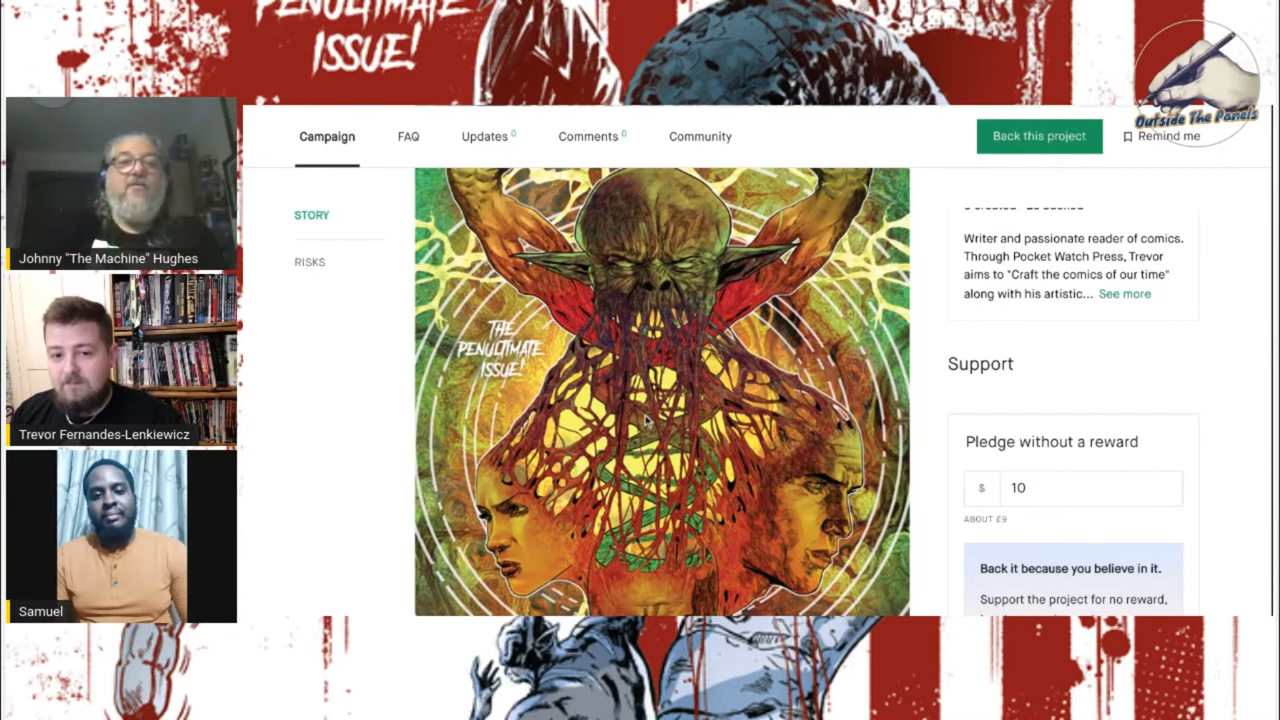 PENULTIMATE
ISSUE!
Outside The Panels
Campaign
FAQ
Updates 0
Comments 0
Community
Back this project
Remind me
STORY
RISKS
Writer and passionate reader of comics.
Through Pocket Watch Press, Trevor
aims to "Craft the comics of our time"
along with his artistic... See more
THE
PENULTIMATE
ISSUE!
Support
Pledge without a reward
$ 10
ABOUT £9
Back it because you believe in it.
Support the project for no reward,
Johnny "The Machine" Hughes
Trevor Fernandes-Lenkiewicz
Samuel